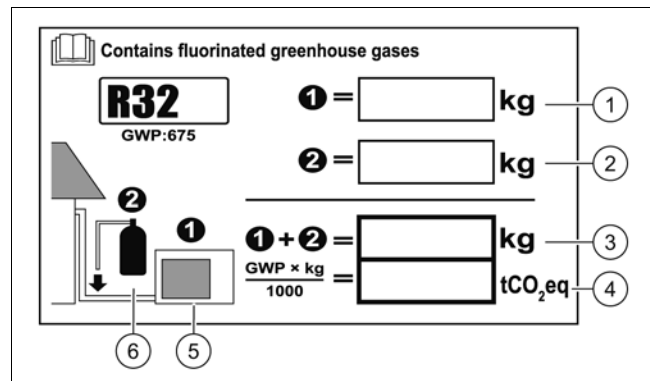 Contains fluorinated greenhouse gases
R32
GWP:675
❶ = kg
1
❷ = kg
2
❷
❶
❶+❷ = kg
3
GWP × kg
1000
= tCO₂eq
4
6
5